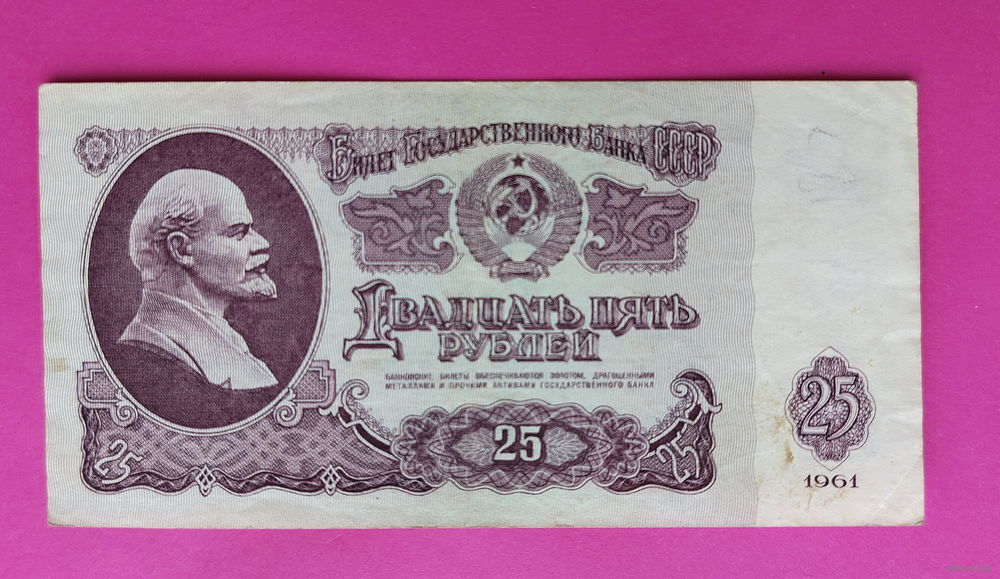 Билет Государственного Банка СССР
Двадцать пять
рублей
БАНКОВСКИЕ БИЛЕТЫ ОБЕСПЕЧИВАЮТСЯ ЗОЛОТОМ, ДРАГОЦЕННЫМИ
МЕТАЛЛАМИ И ПРОЧИМИ АКТИВАМИ ГОСУДАРСТВЕННОГО БАНКА
25
25
25
25
1961